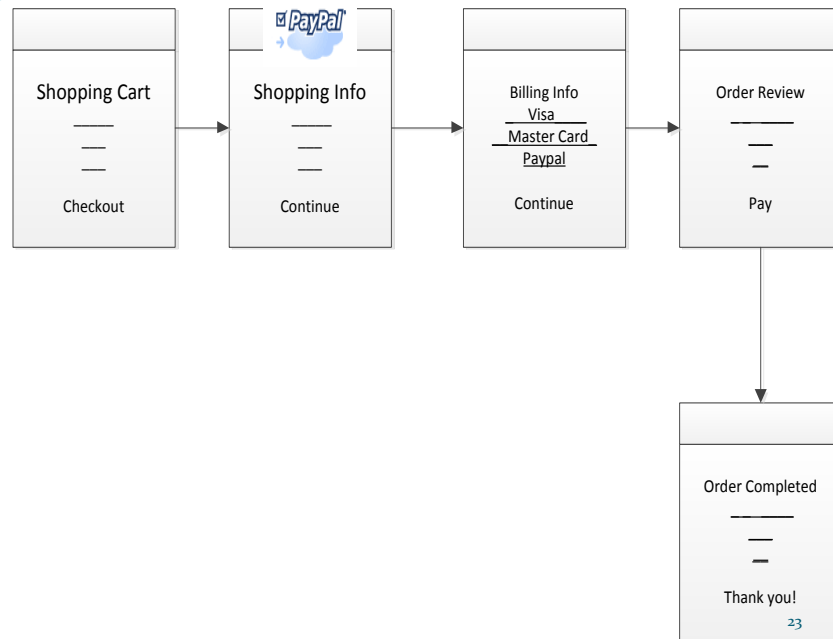 PayPal
Shopping Cart
Checkout
Shopping Info
Continue
Billing Info
Visa
Master Card
Paypal
Continue
Order Review
Pay
Order Completed
Thank you!
23